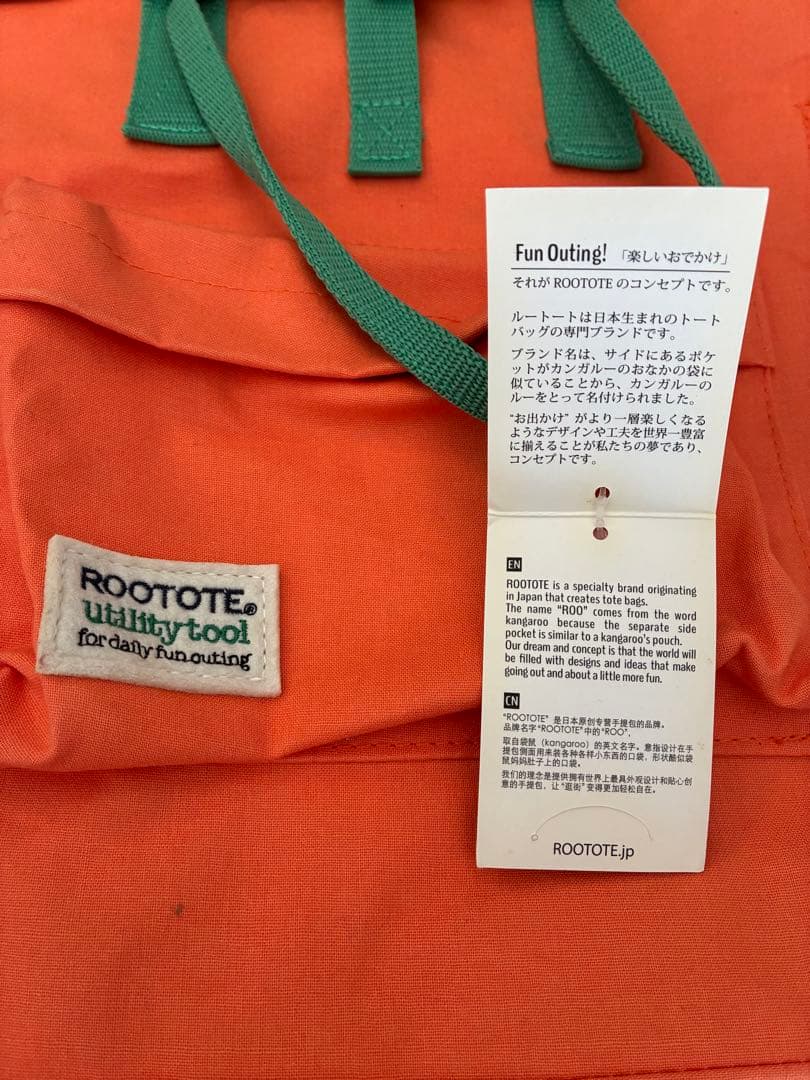 Fun Outing! 「楽しいおでかけ」
それが ROOTOTE のコンセプトです。
ルートートは日本生まれのトート
バッグの専門ブランドです。
ブランド名は、サイドにあるポケ
ットがカンガルーのおなかの袋に
似ていることから、カンガルーの
ルーをとって名付けられました。
“お出かけ” がより一層楽しくなる
ようなデザインや工夫を世界一豊富
に揃えることが私たちの夢であり、
コンセプトです。
EN
ROOTOTE is a specialty brand originating
in Japan that creates tote bags.
The name “ROO” comes from the word
kangaroo because the separate side
pocket is similar to a kangaroo's pouch.
Our dream and concept is that the world will
be filled with designs and ideas that make
going out and about a little more fun.
CN
“ROOTOTE” 是日本原创专营手提包的品牌。
品牌名字“ROOTOTE”中的“ROO”,
取自袋鼠（kangaroo）的英文名字。意指设计在手
提包侧面用来装各种各样小东西的口袋，形状酷似袋
鼠妈妈肚子上的口袋。
我们的理念是提供拥有世界上最具外观设计和贴心创
意的手提包，让 “逛街” 变得更加轻松自在。
ROOTOTE.jp
ROOTOTE®
utilitytool
for daily fun.outing